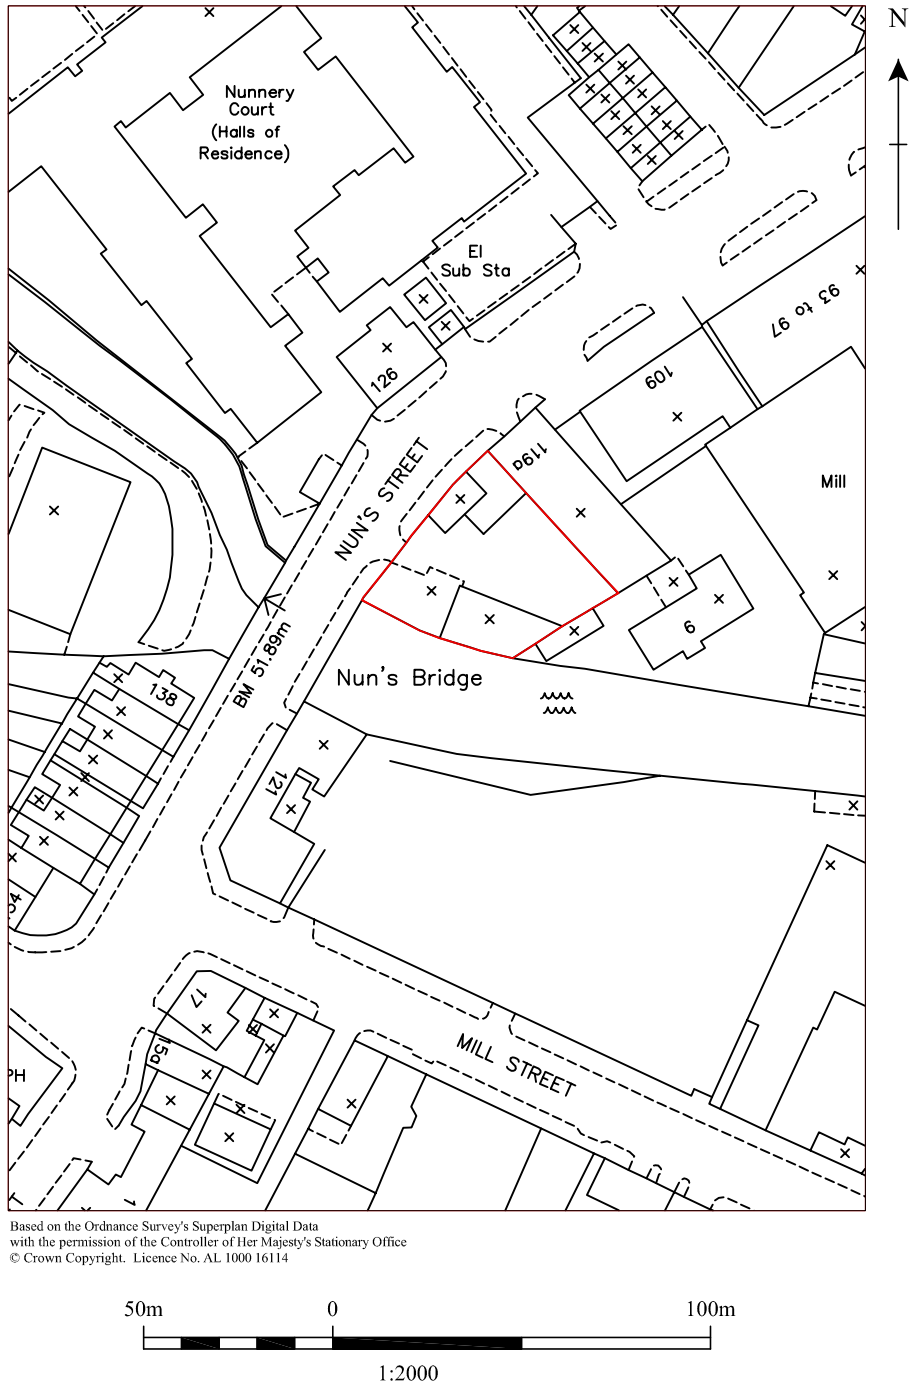 N
Nunnery
Court
(Halls of
Residence)
El
Sub Sta
93 to 97
126
109
119a
NUN'S STREET
Mill
BM 51.89m
6
Nun's Bridge
138
121
54
17
15a
MILL STREET
PH
1
Based on the Ordnance Survey's Superplan Digital Data
with the permission of the Controller of Her Majesty's Stationary Office
© Crown Copyright. Licence No. AL 1000 16114
50m 0 100m
1:2000